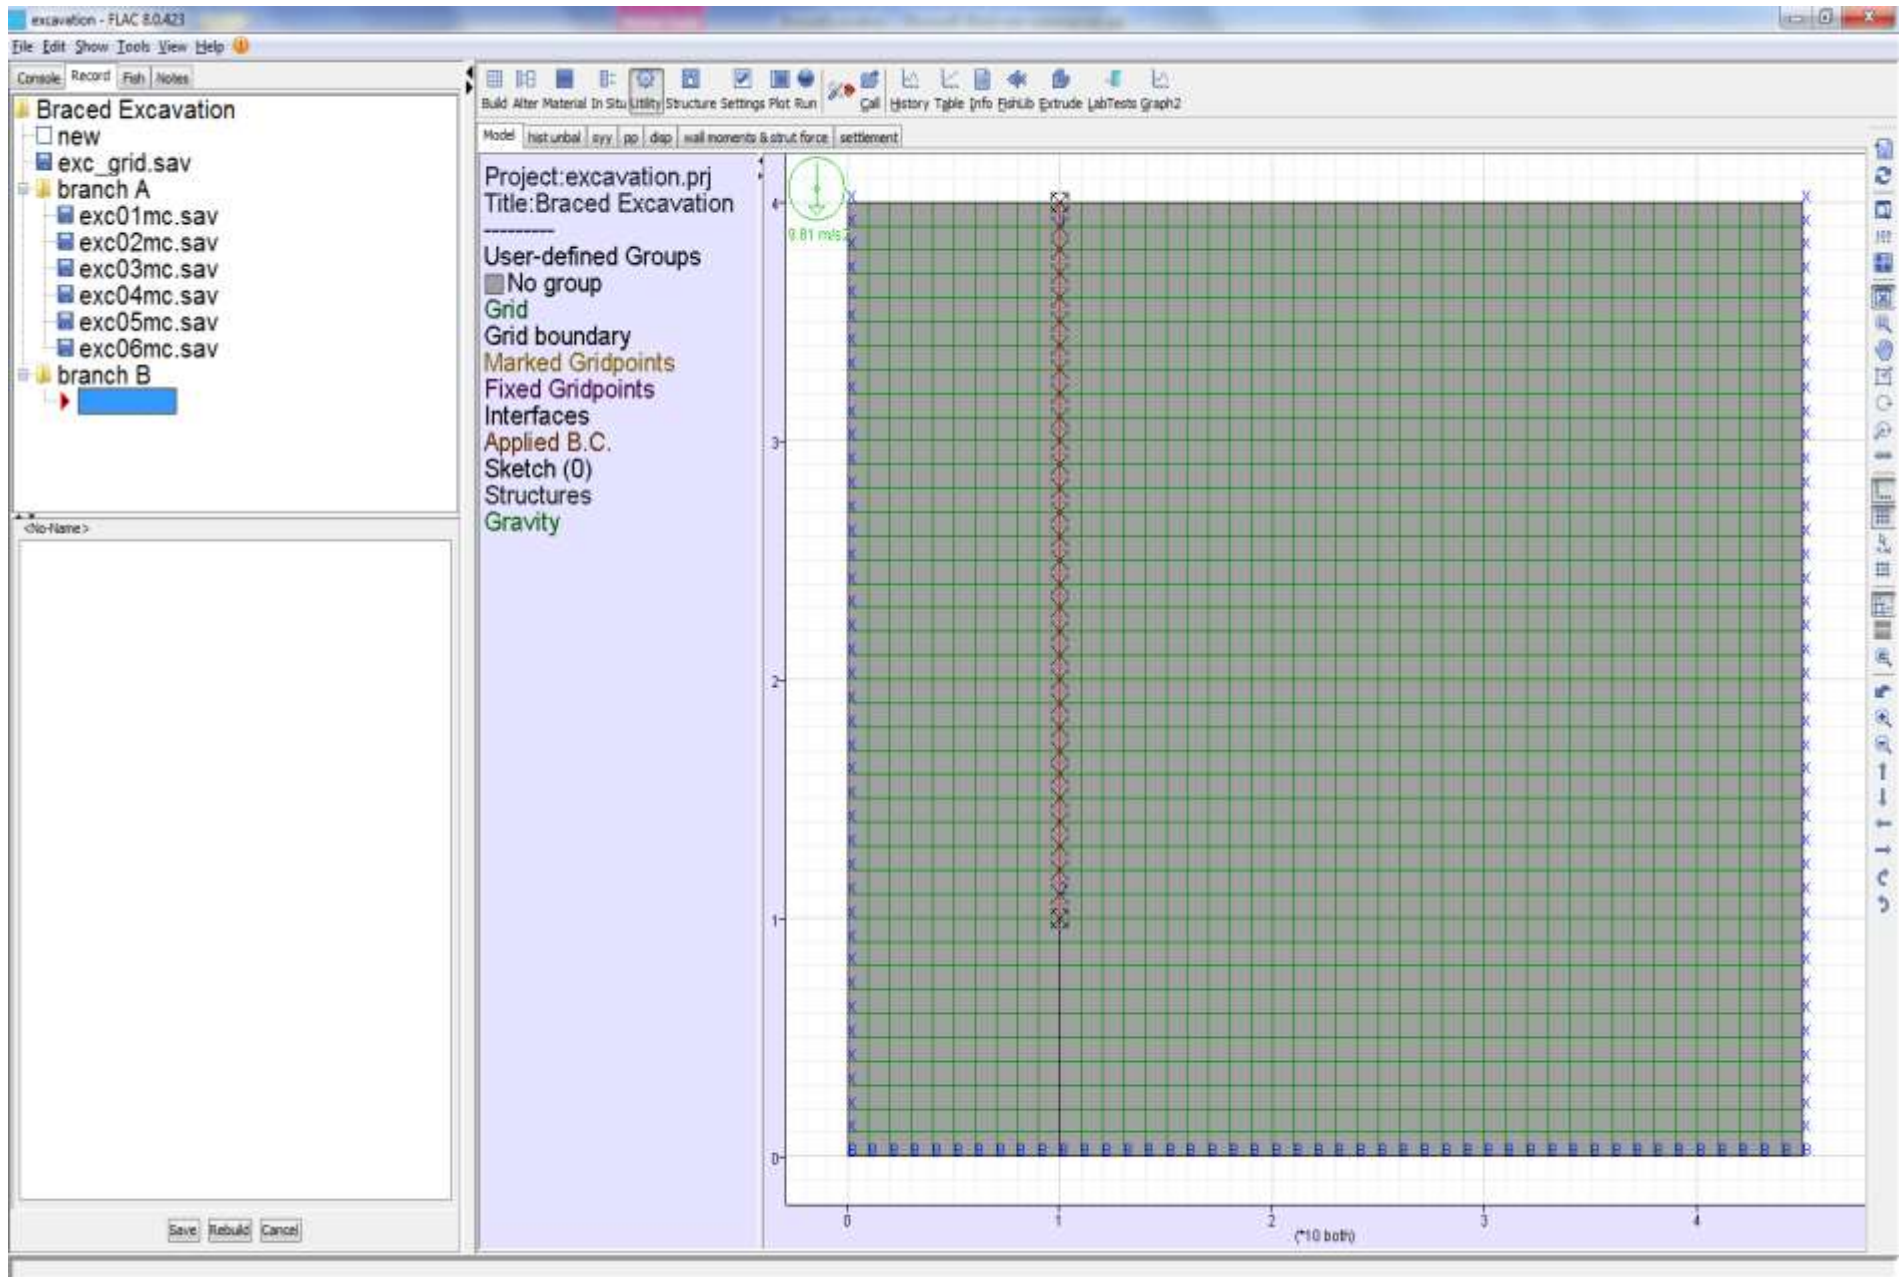 excavation - FLAC 8.0.423
File Edit Show Tools View Help
Console Record Fish Notes
Braced Excavation
new
exc_grid.sav
branch A
exc01mc.sav
exc02mc.sav
exc03mc.sav
exc04mc.sav
exc05mc.sav
exc06mc.sav
branch B
<No-Name>
Save Rebuild Cancel
Build Alter Material In Situ Utility Structure Settings Plot Run Call History Table Info FishLib Extrude LabTests Graph2
Model hist unbal syy pp disp wall moments & strut force settlement
Project:excavation.prj
Title:Braced Excavation
----------
User-defined Groups
No group
Grid
Grid boundary
Marked Gridpoints
Fixed Gridpoints
Interfaces
Applied B.C.
Sketch (0)
Structures
Gravity
9.81 m/s2
4
3
2
1
0
0 1 2 3 4
(*10 both)